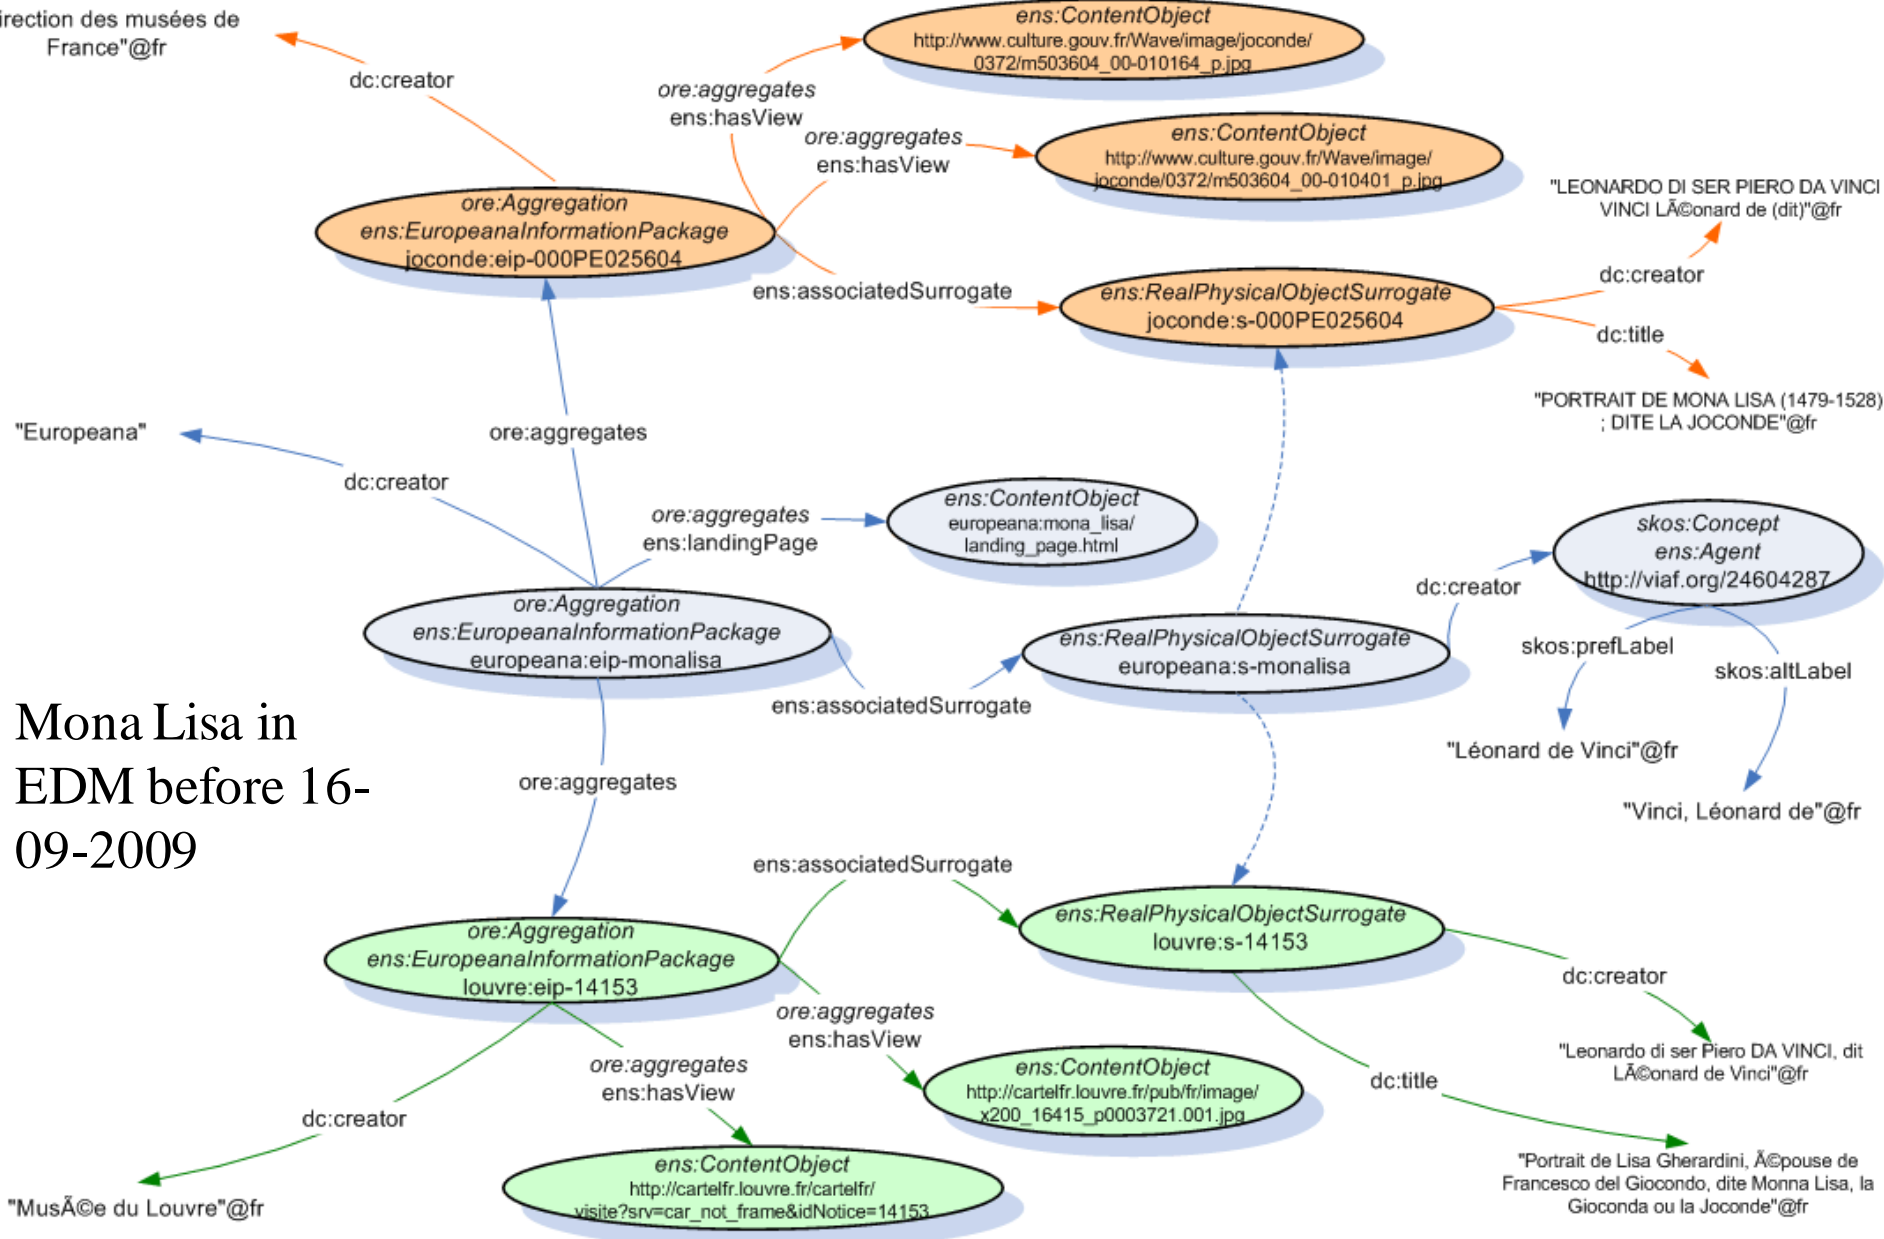 irection des musées de
France"@fr
dc:creator
ens:ContentObject
http://www.culture.gouv.fr/Wave/image/joconde/
0372/m503604_00-010164_p.jpg
ore:aggregates
ens:hasView
ore:aggregates
ens:hasView
ens:ContentObject
http://www.culture.gouv.fr/Wave/image/
joconde/0372/m503604_00-010401_p.jpg
ore:Aggregation
ens:EuropeanaInformationPackage
joconde:eip-000PE025604
"LEONARDO DI SER PIERO DA VINCI
VINCI LÃ©onard de (dit)"@fr
dc:creator
ens:associatedSurrogate
ens:RealPhysicalObjectSurrogate
joconde:s-000PE025604
dc:title
"PORTRAIT DE MONA LISA (1479-1528)
; DITE LA JOCONDE"@fr
"Europeana"
ore:aggregates
dc:creator
ore:aggregates
ens:landingPage
ens:ContentObject
europeana:mona_lisa/
landing_page.html
skos:Concept
ens:Agent
http://viaf.org/24604287
dc:creator
ore:Aggregation
ens:EuropeanaInformationPackage
europeana:eip-monalisa
ens:RealPhysicalObjectSurrogate
europeana:s-monalisa
skos:prefLabel
skos:altLabel
ens:associatedSurrogate
"Léonard de Vinci"@fr
"Vinci, Léonard de"@fr
Mona Lisa in
EDM before 16-
09-2009
ore:aggregates
ens:associatedSurrogate
ore:Aggregation
ens:EuropeanaInformationPackage
louvre:eip-14153
ens:RealPhysicalObjectSurrogate
louvre:s-14153
dc:creator
ore:aggregates
ens:hasView
"Leonardo di ser Piero DA VINCI, dit
LÃ©onard de Vinci"@fr
ore:aggregates
ens:hasView
ens:ContentObject
http://cartelfr.louvre.fr/pub/fr/image/
x200_16415_p0003721.001.jpg
dc:title
dc:creator
ens:ContentObject
http://cartelfr.louvre.fr/cartelfr/
visite?srv=car_not_frame&idNotice=14153
"MusÃ©e du Louvre"@fr
"Portrait de Lisa Gherardini, Ã©pouse de
Francesco del Giocondo, dite Monna Lisa, la
Gioconda ou la Joconde"@fr